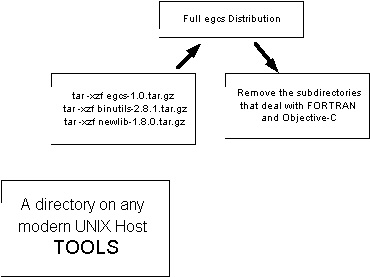 Full egcs Distribution
tar -xzf egcs-1.0.tar.gz
tar -xzf binutils-2.8.1.tar.gz
tar -xzf newlib-1.8.0.tar.gz
Remove the subdirectories
that deal with FORTRAN
and Objective-C
A directory on any
modern UNIX Host
TOOLS